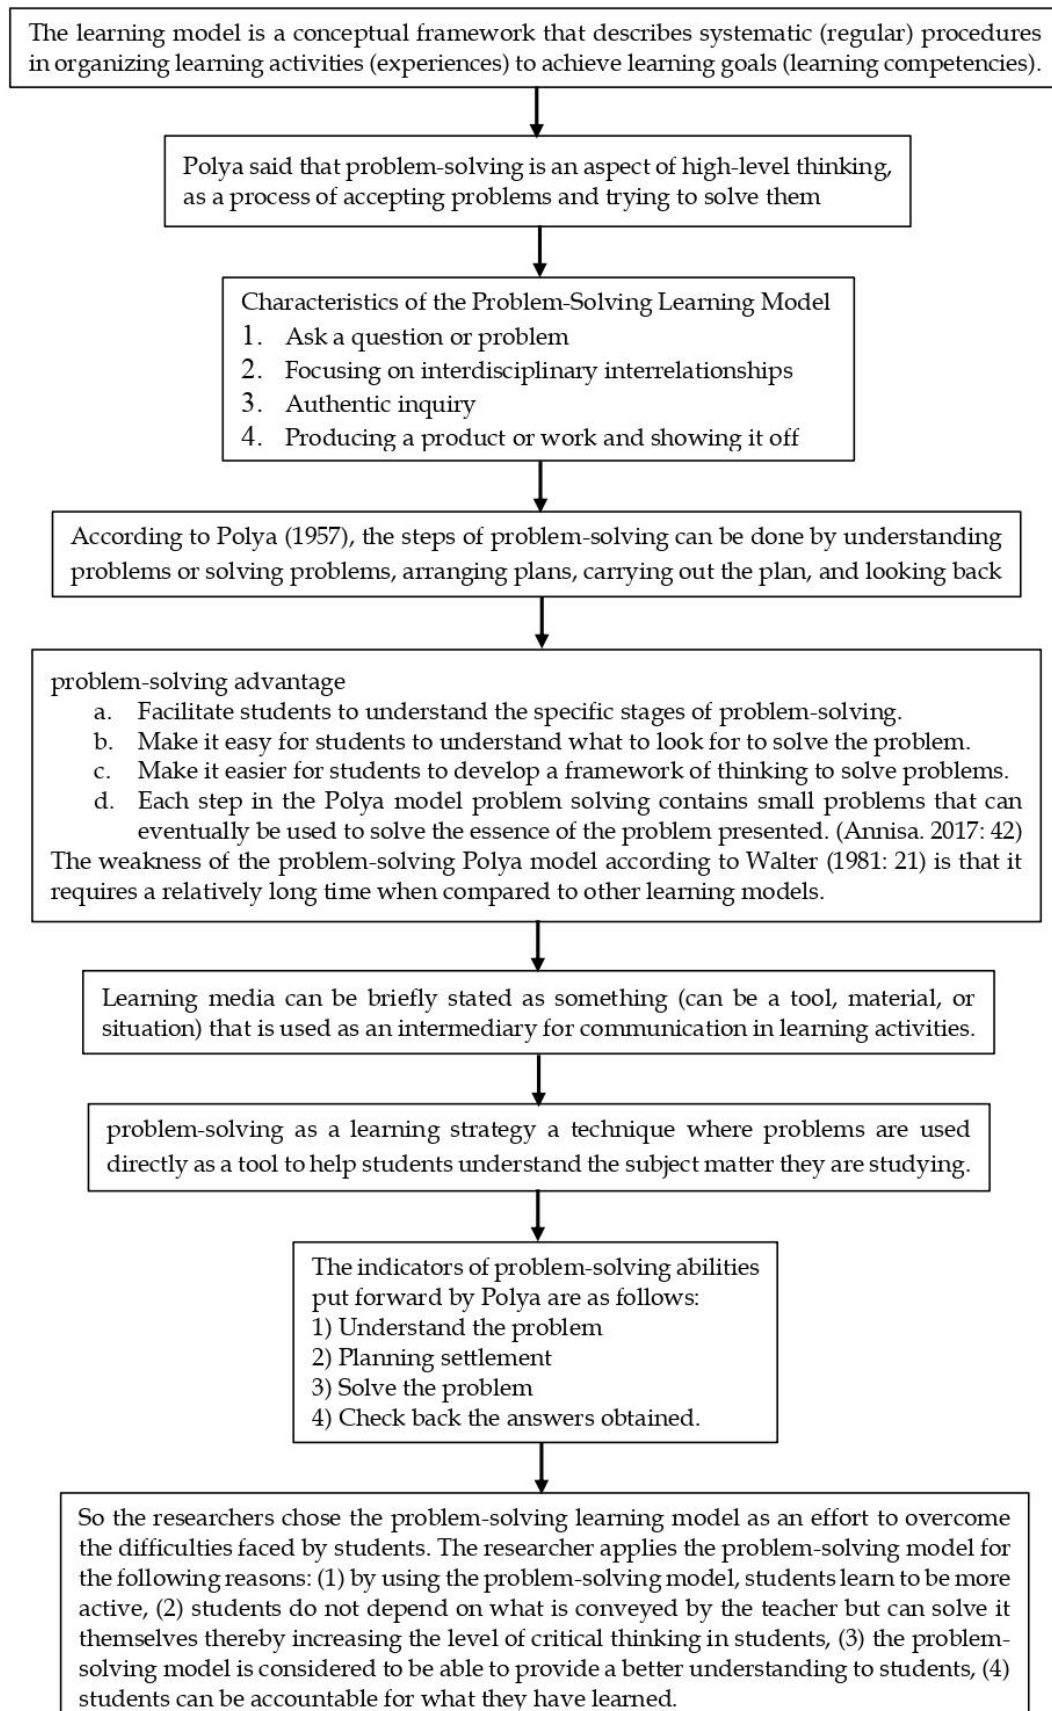 The learning model is a conceptual framework that describes systematic (regular) procedures
in organizing learning activities (experiences) to achieve learning goals (learning competencies).
Polya said that problem-solving is an aspect of high-level thinking,
as a process of accepting problems and trying to solve them
Characteristics of the Problem-Solving Learning Model
1. Ask a question or problem
2. Focusing on interdisciplinary interrelationships
3. Authentic inquiry
4. Producing a product or work and showing it off
According to Polya (1957), the steps of problem-solving can be done by understanding
problems or solving problems, arranging plans, carrying out the plan, and looking back
problem-solving advantage
a. Facilitate students to understand the specific stages of problem-solving.
b. Make it easy for students to understand what to look for to solve the problem.
c. Make it easier for students to develop a framework of thinking to solve problems.
d. Each step in the Polya model problem solving contains small problems that can
eventually be used to solve the essence of the problem presented. (Annisa. 2017: 42)
The weakness of the problem-solving Polya model according to Walter (1981: 21) is that it
requires a relatively long time when compared to other learning models.
Learning media can be briefly stated as something (can be a tool, material, or
situation) that is used as an intermediary for communication in learning activities.
problem-solving as a learning strategy a technique where problems are used
directly as a tool to help students understand the subject matter they are studying.
The indicators of problem-solving abilities
put forward by Polya are as follows:
1) Understand the problem
2) Planning settlement
3) Solve the problem
4) Check back the answers obtained.
So the researchers chose the problem-solving learning model as an effort to overcome
the difficulties faced by students. The researcher applies the problem-solving model for
the following reasons: (1) by using the problem-solving model, students learn to be more
active, (2) students do not depend on what is conveyed by the teacher but can solve it
themselves thereby increasing the level of critical thinking in students, (3) the problem-
solving model is considered to be able to provide a better understanding to students, (4)
students can be accountable for what they have learned.